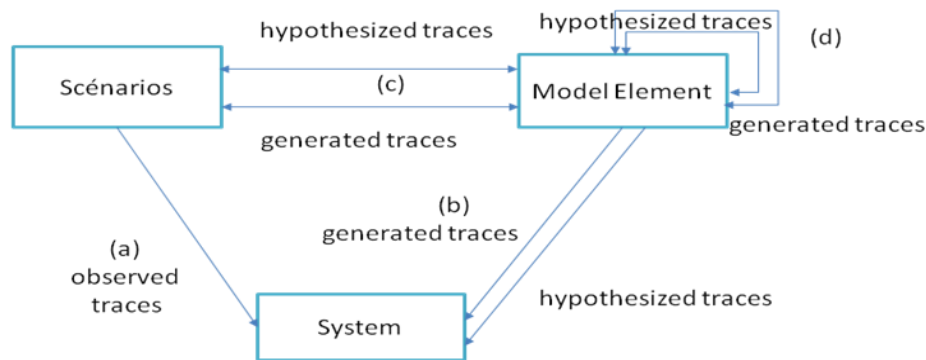 hypothesized traces
hypothesized traces
(d)
Scénarios
(c)
Model Element
generated traces
generated traces
(b)
generated traces
(a)
observed
traces
hypothesized traces
System